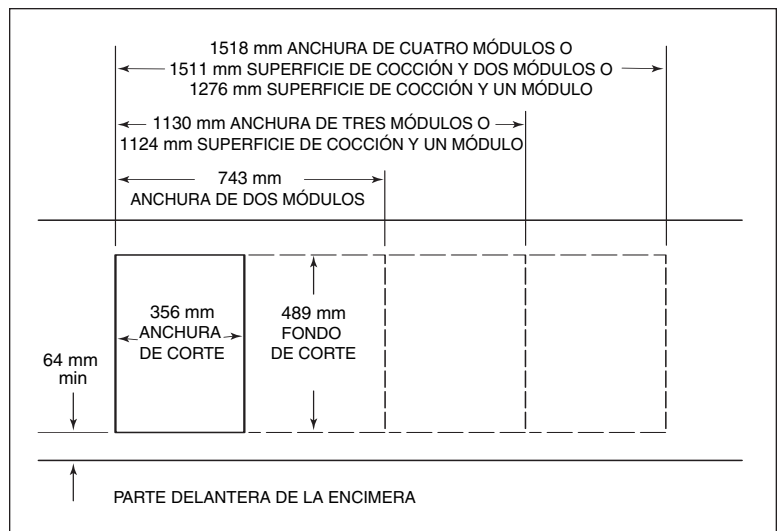 1518 mm ANCHURA DE CUATRO MÓDULOS O
1511 mm SUPERFICIE DE COCCIÓN Y DOS MÓDULOS O
1276 mm SUPERFICIE DE COCCIÓN Y UN MÓDULO
1130 mm ANCHURA DE TRES MÓDULOS O
1124 mm SUPERFICIE DE COCCIÓN Y UN MÓDULO
743 mm
ANCHURA DE DOS MÓDULOS
356 mm
ANCHURA
DE CORTE
489 mm
FONDO
DE CORTE
64 mm
min
PARTE DELANTERA DE LA ENCIMERA